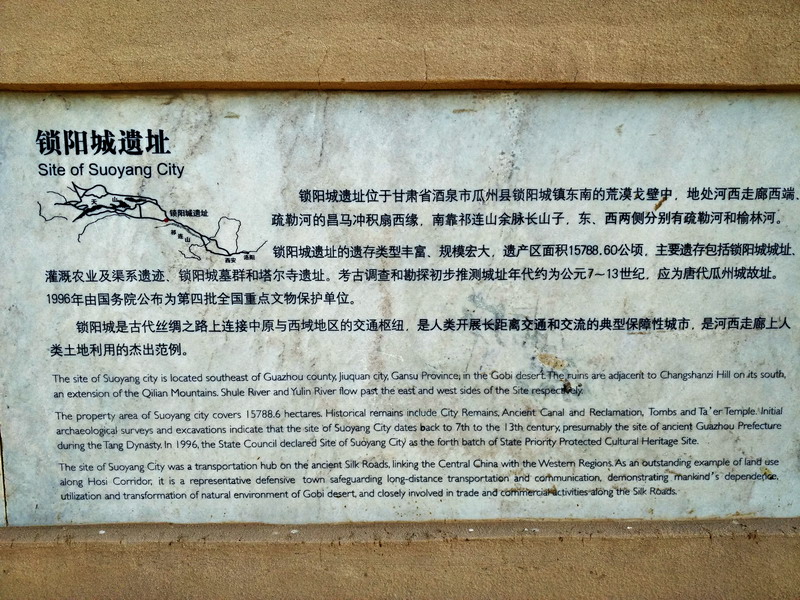 锁阳城遗址
Site of Suoyang City
天 山
锁阳城遗址
祁连山
西安 洛阳
锁阳城遗址位于甘肃省酒泉市瓜州县锁阳城镇东南的荒漠戈壁中，地处河西走廊西端、
疏勒河的昌马冲积扇西缘，南靠祁连山余脉长山子，东、西两侧分别有疏勒河和榆林河。
锁阳城遗址的遗存类型丰富、规模宏大，遗产区面积15788.60公顷，主要遗存包括锁阳城城址、
灌溉农业及渠系遗迹、锁阳城墓群和塔尔寺遗址。考古调查和勘探初步推测城址年代约为公元7～13世纪，应为唐代瓜州城故址。
1996年由国务院公布为第四批全国重点文物保护单位。
锁阳城是古代丝绸之路上连接中原与西域地区的交通枢纽，是人类开展长距离交通和交流的典型保障性城市，是河西走廊上人
类土地利用的杰出范例。
The site of Suoyang city is located southeast of Guazhou county, Jiuquan city, Gansu Province, in the Gobi desert. The ruins are adjacent to Changshanzi Hill on its south,
an extension of the Qilian Mountains. Shule River and Yulin River flow past the east and west sides of the Site respectively.
The property area of Suoyang city covers 15788.6 hectares. Historical remains include City Remains, Ancient Canal and Reclamation, Tombs and Ta'er Temple. Initial
archaeological surveys and excavations indicate that the site of Suoyang City dates back to 7th to the 13th century, presumably the site of ancient Guazhou Prefecture
during the Tang Dynasty. In 1996, the State Council declared Site of Suoyang City as the forth batch of State Priority Protected Cultural Heritage Site.
The site of Suoyang City was a transportation hub on the ancient Silk Roads, linking the Central China with the Western Regions. As an outstanding example of land use
along Hosi Corridor, it is a representative defensive town safeguarding long-distance transportation and communication, demonstrating mankind's dependence,
utilization and transformation of natural environment of Gobi desert, and closely involved in trade and commercial activities along the Silk Roads.